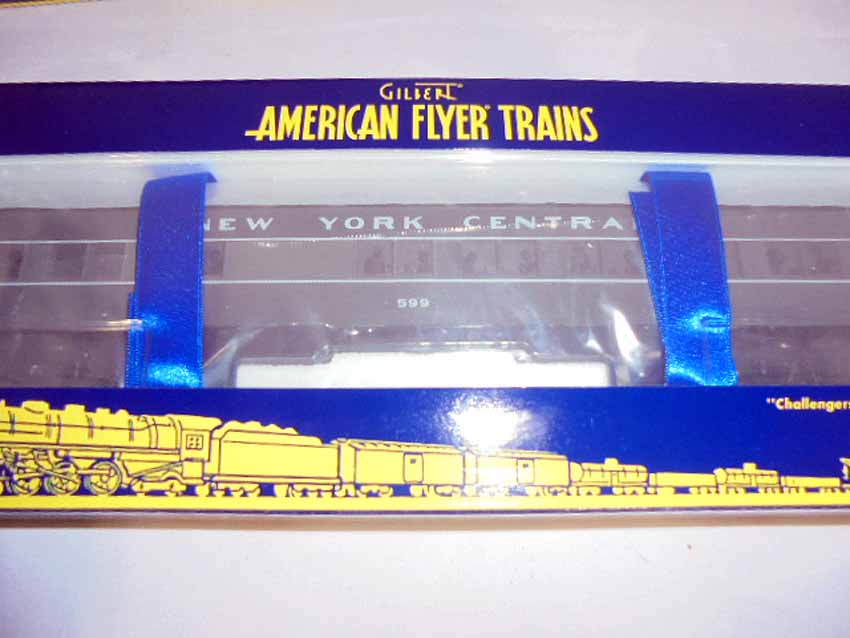 GILBERT®
AMERICAN FLYER® TRAINS
NEW YORK CENTRA
599
"Challengers